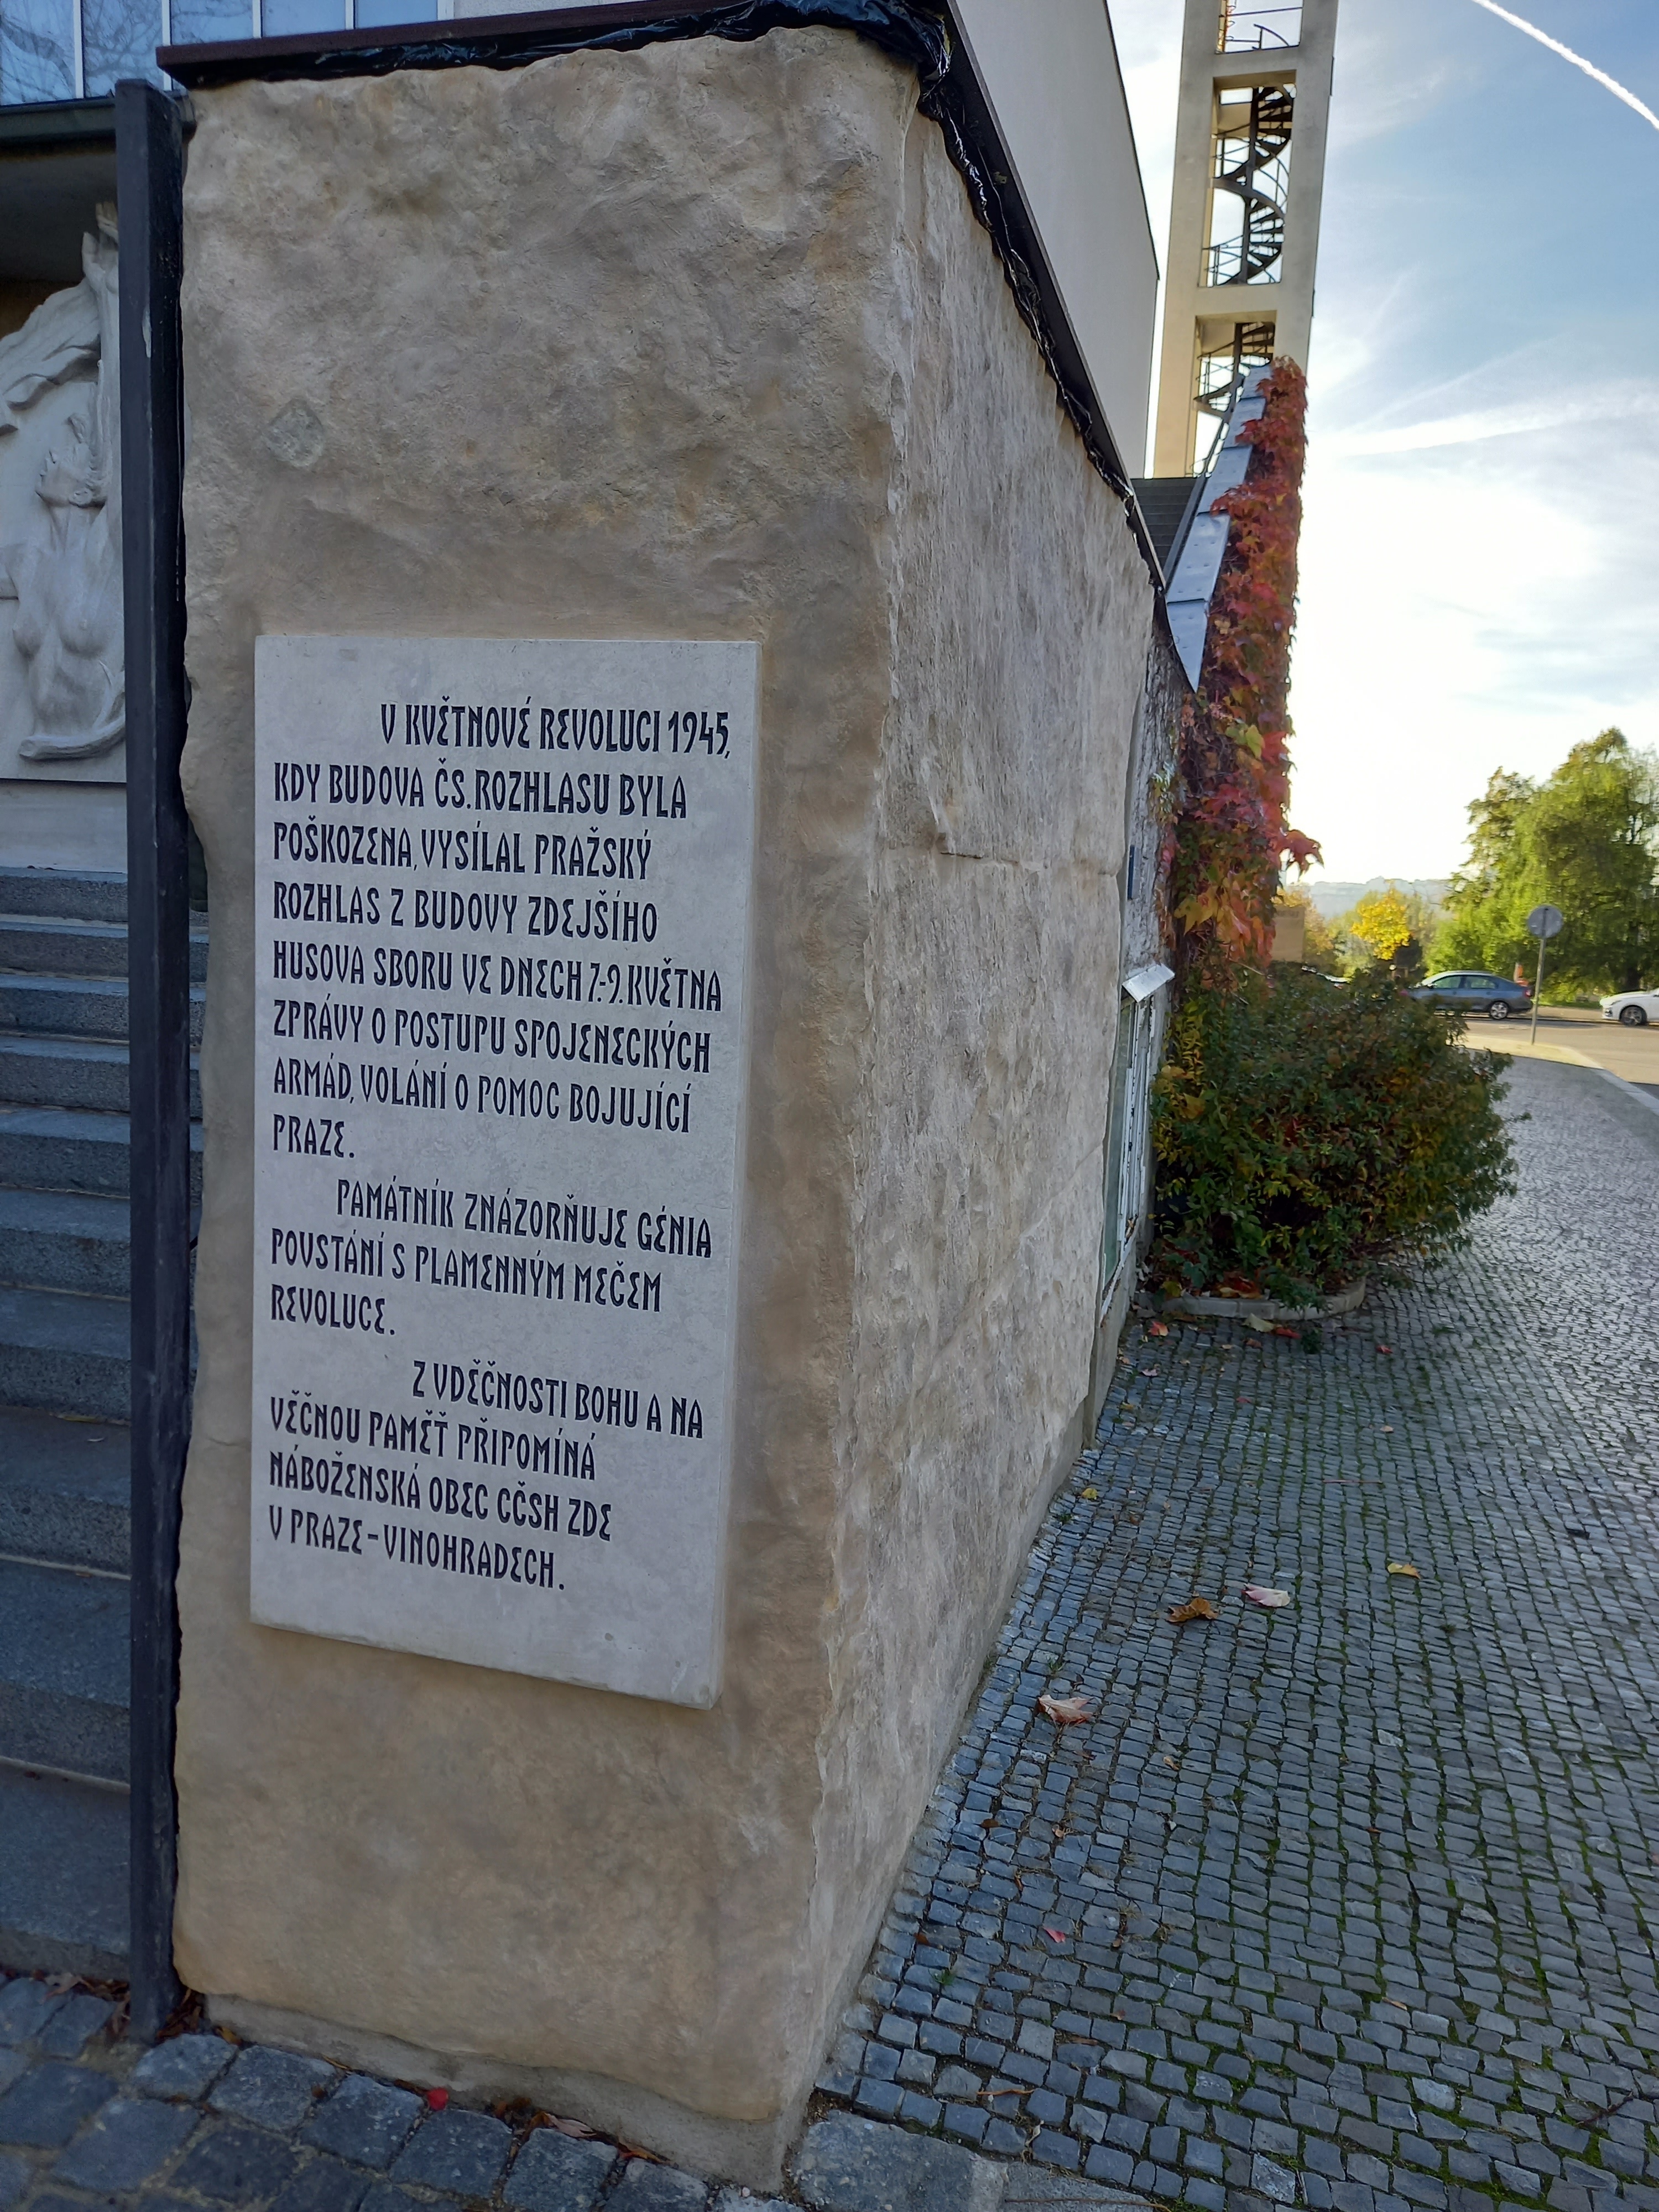 V KVĚTNOVÉ REVOLUCI 1945,
KDY BUDOVA ČS. ROZHLASU BYLA
POŠKOZENA, VYSÍLAL PRAŽSKÝ
ROZHLAS Z BUDOVY ZDEJŠÍHO
HUSOVA SBORU VE DNECH 7.-9. KVĚTNA
ZPRÁVY O POSTUPU SPOJENECKÝCH
ARMÁD, VOLÁNÍ O POMOC BOJUJÍCÍ
PRAZE.
PAMÁTNÍK ZNÁZORŇUJE GÉNIA
POVSTÁNÍ S PLAMENNÝM MEČEM
REVOLUCE.
Z VDĚČNOSTI BOHU A NA
VĚČNOU PAMĚŤ PŘIPOMÍNÁ
NÁBOŽENSKÁ OBEC CČSH ZDE
V PRAZE-VINOHRADECH.